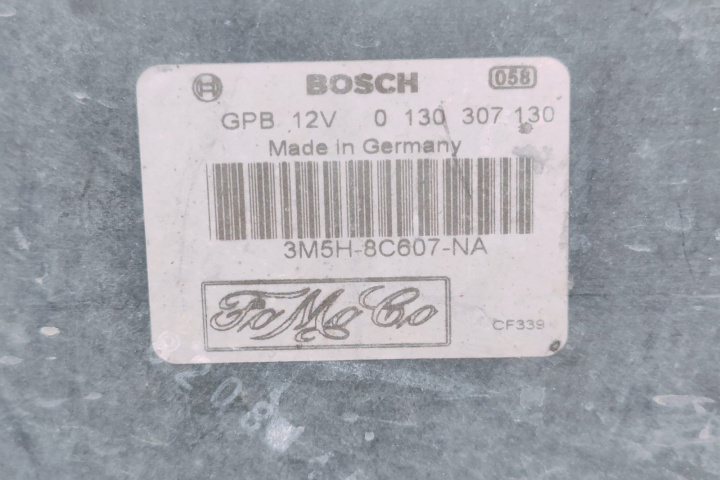 BOSCH 058
GPB 12V 0 130 307 130
Made in Germany
3M5H-8C607-NA
FoMoCo
CF339